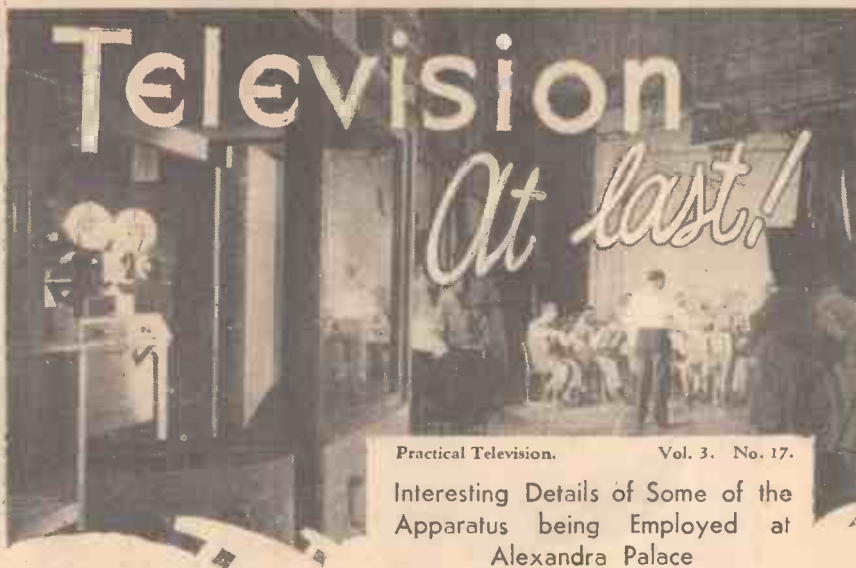 Television
At last!
Practical Television. Vol. 3. No. 17.
Interesting Details of Some of the
Apparatus being Employed at
Alexandra Palace